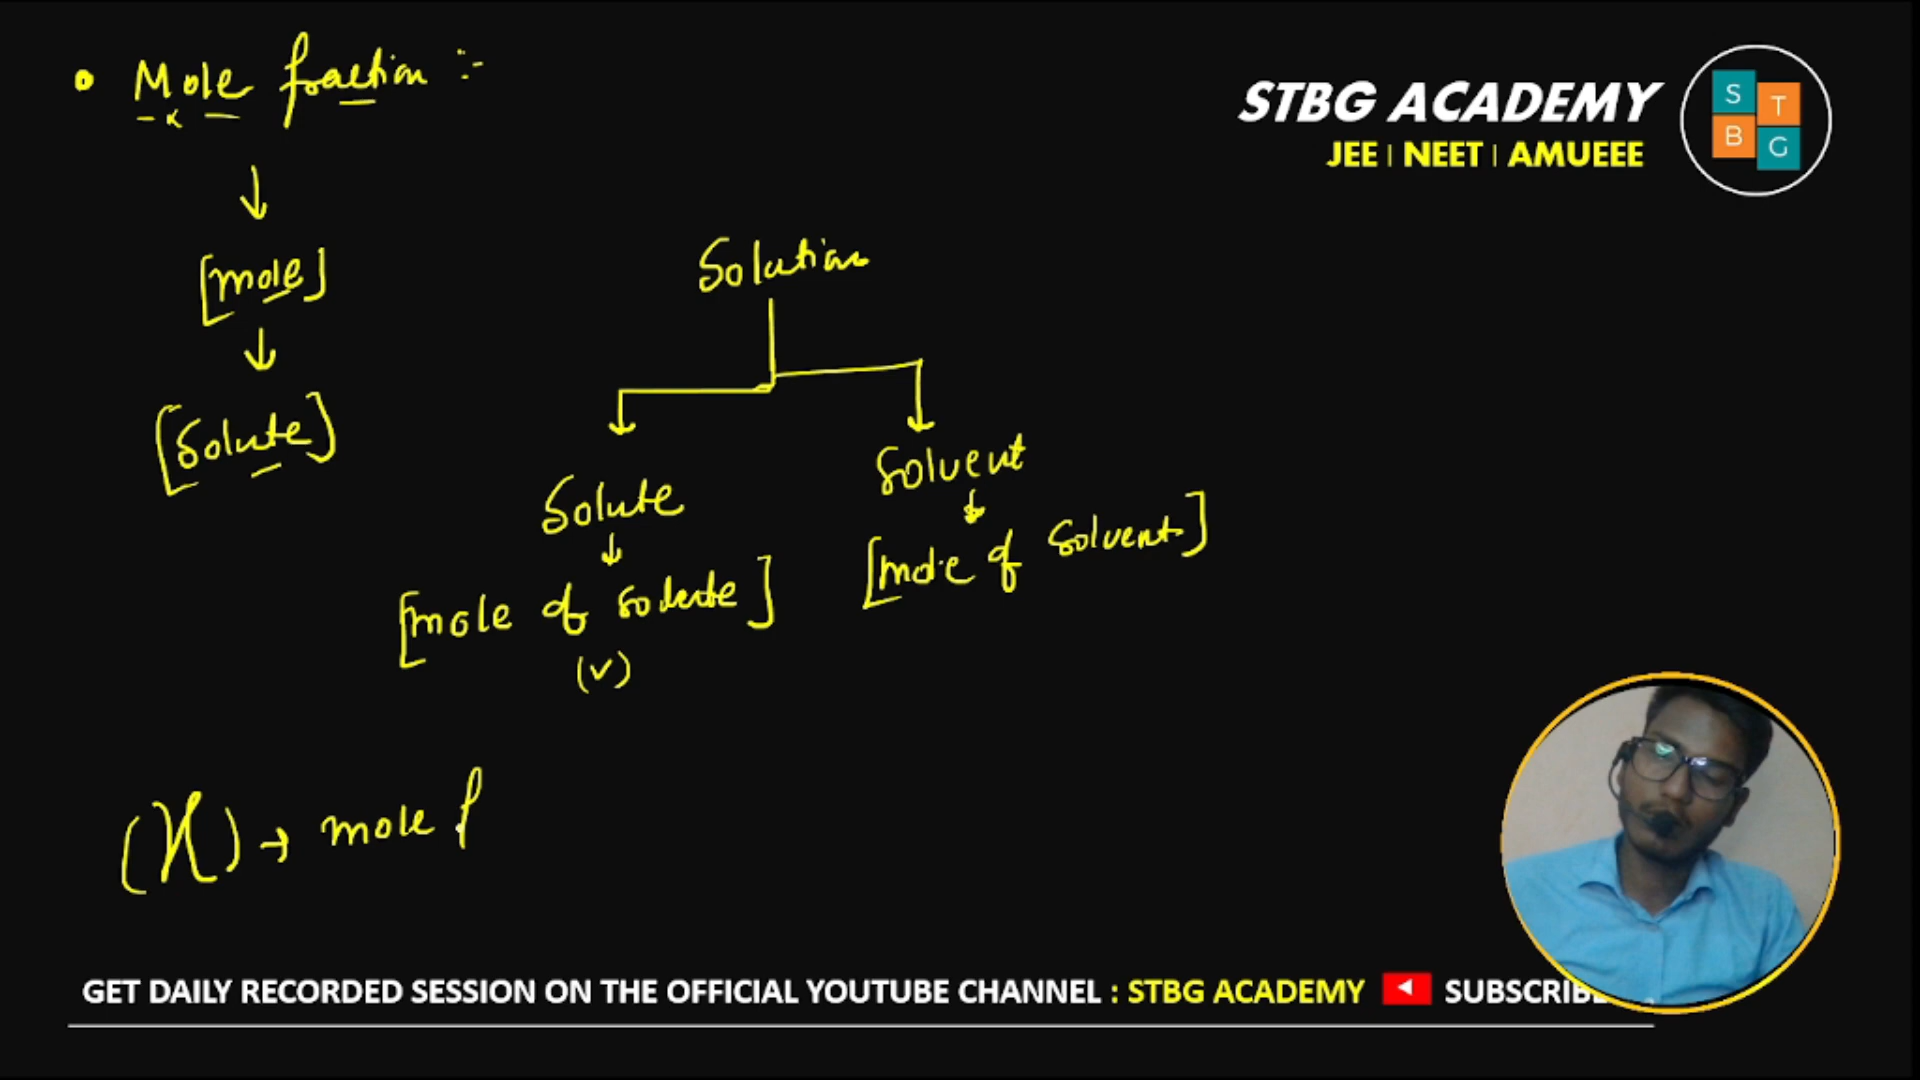 • Mole fraction :-
STBG ACADEMY
JEE | NEET | AMUEEE
S T
B G
[mole]
[Solute]
Solution
Solute
Solvent
[mole of solute]
[mole of solvent]
(✓)
(X) → mole f
GET DAILY RECORDED SESSION ON THE OFFICIAL YOUTUBE CHANNEL : STBG ACADEMY SUBSCRIBE